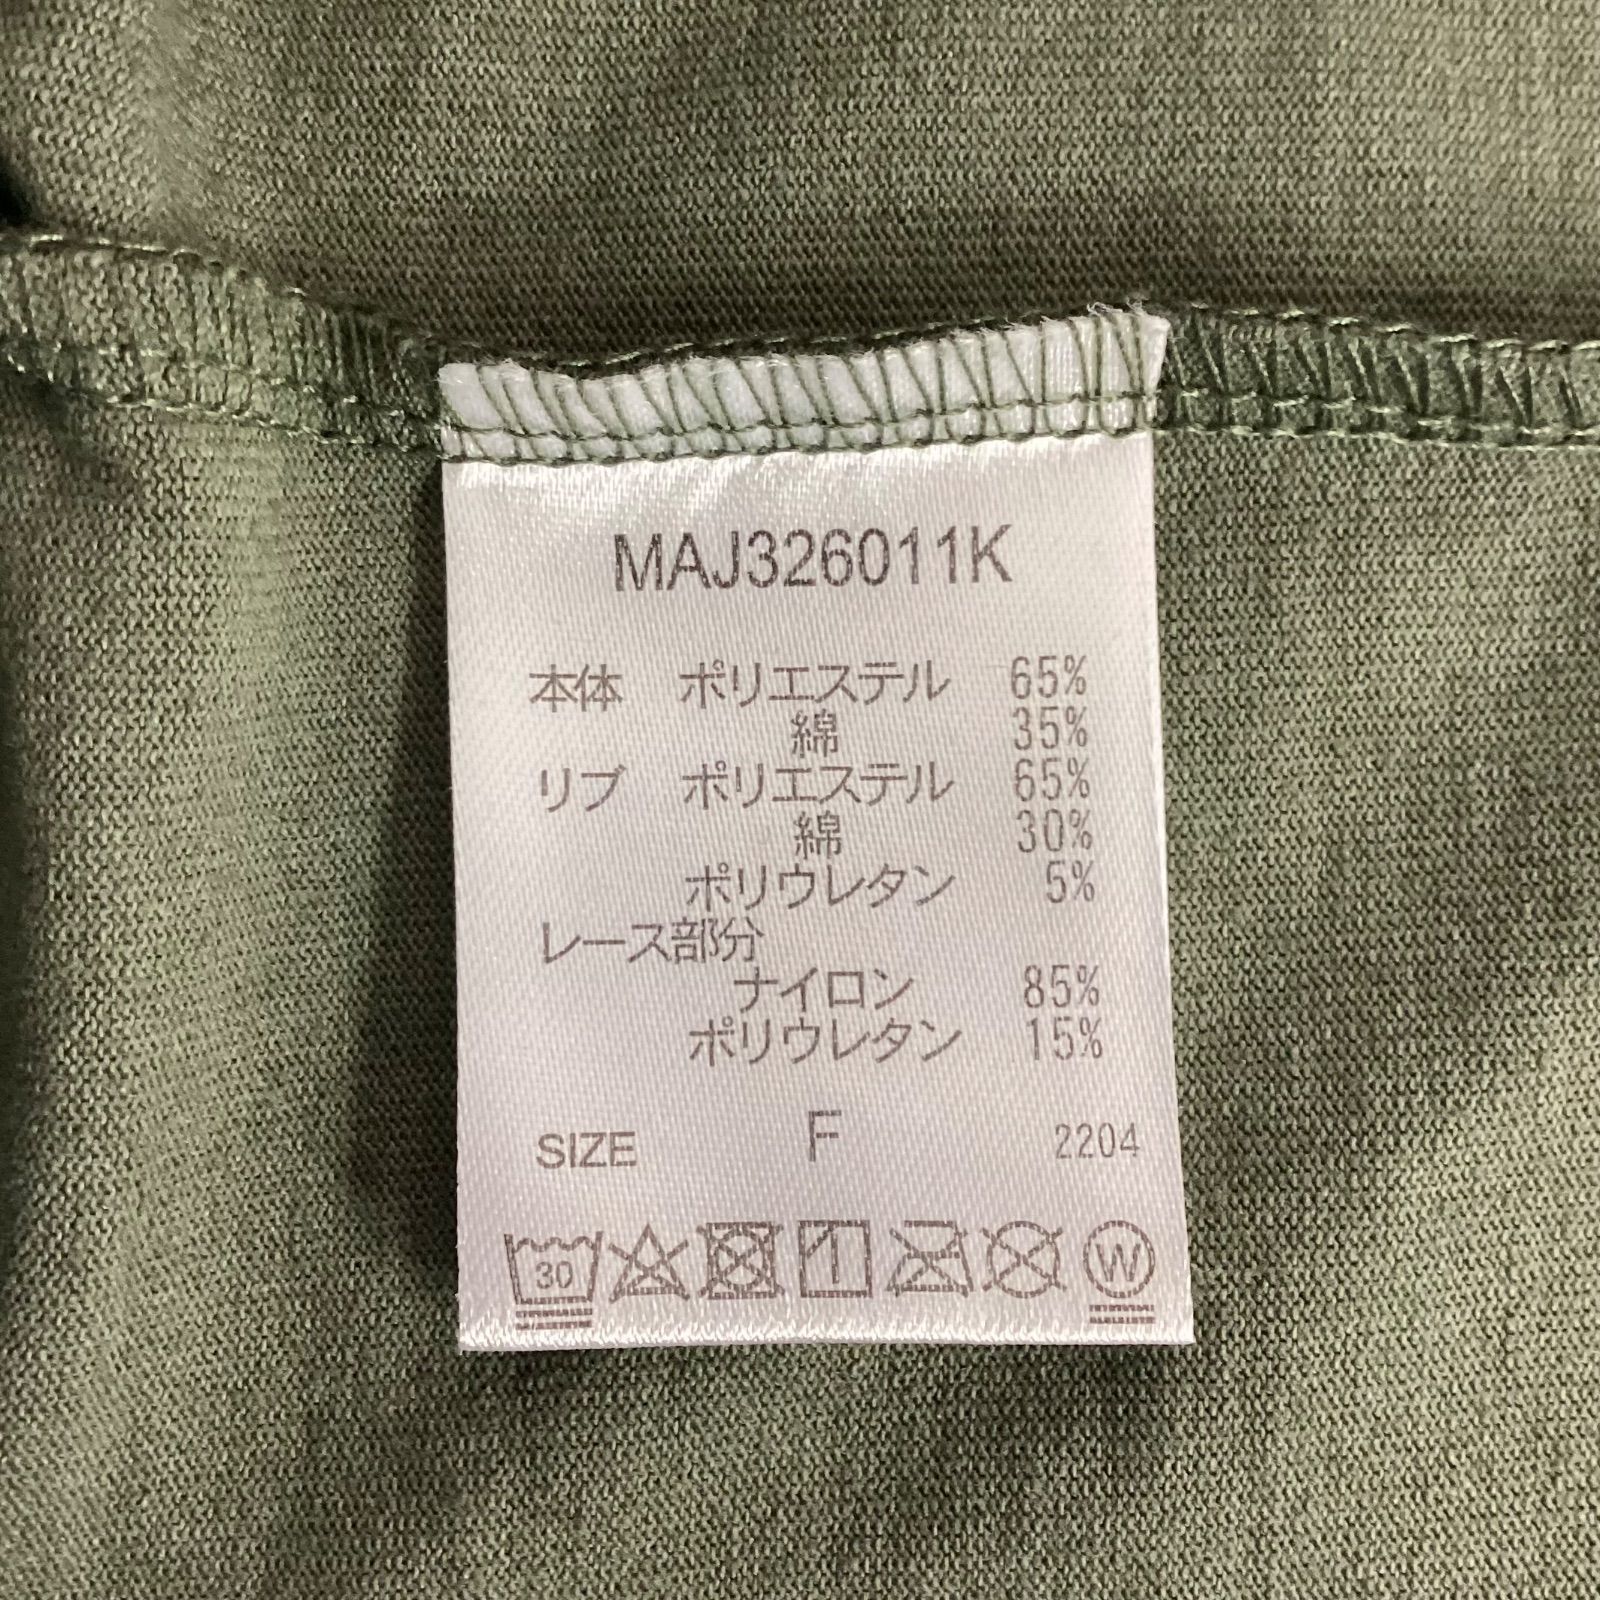 MAJ326011K
本体 ポリエステル 65%
綿 35%
リブ ポリエステル 65%
綿 30%
ポリウレタン 5%
レース部分
ナイロン 85%
ポリウレタン 15%
SIZE F 2204
30 W